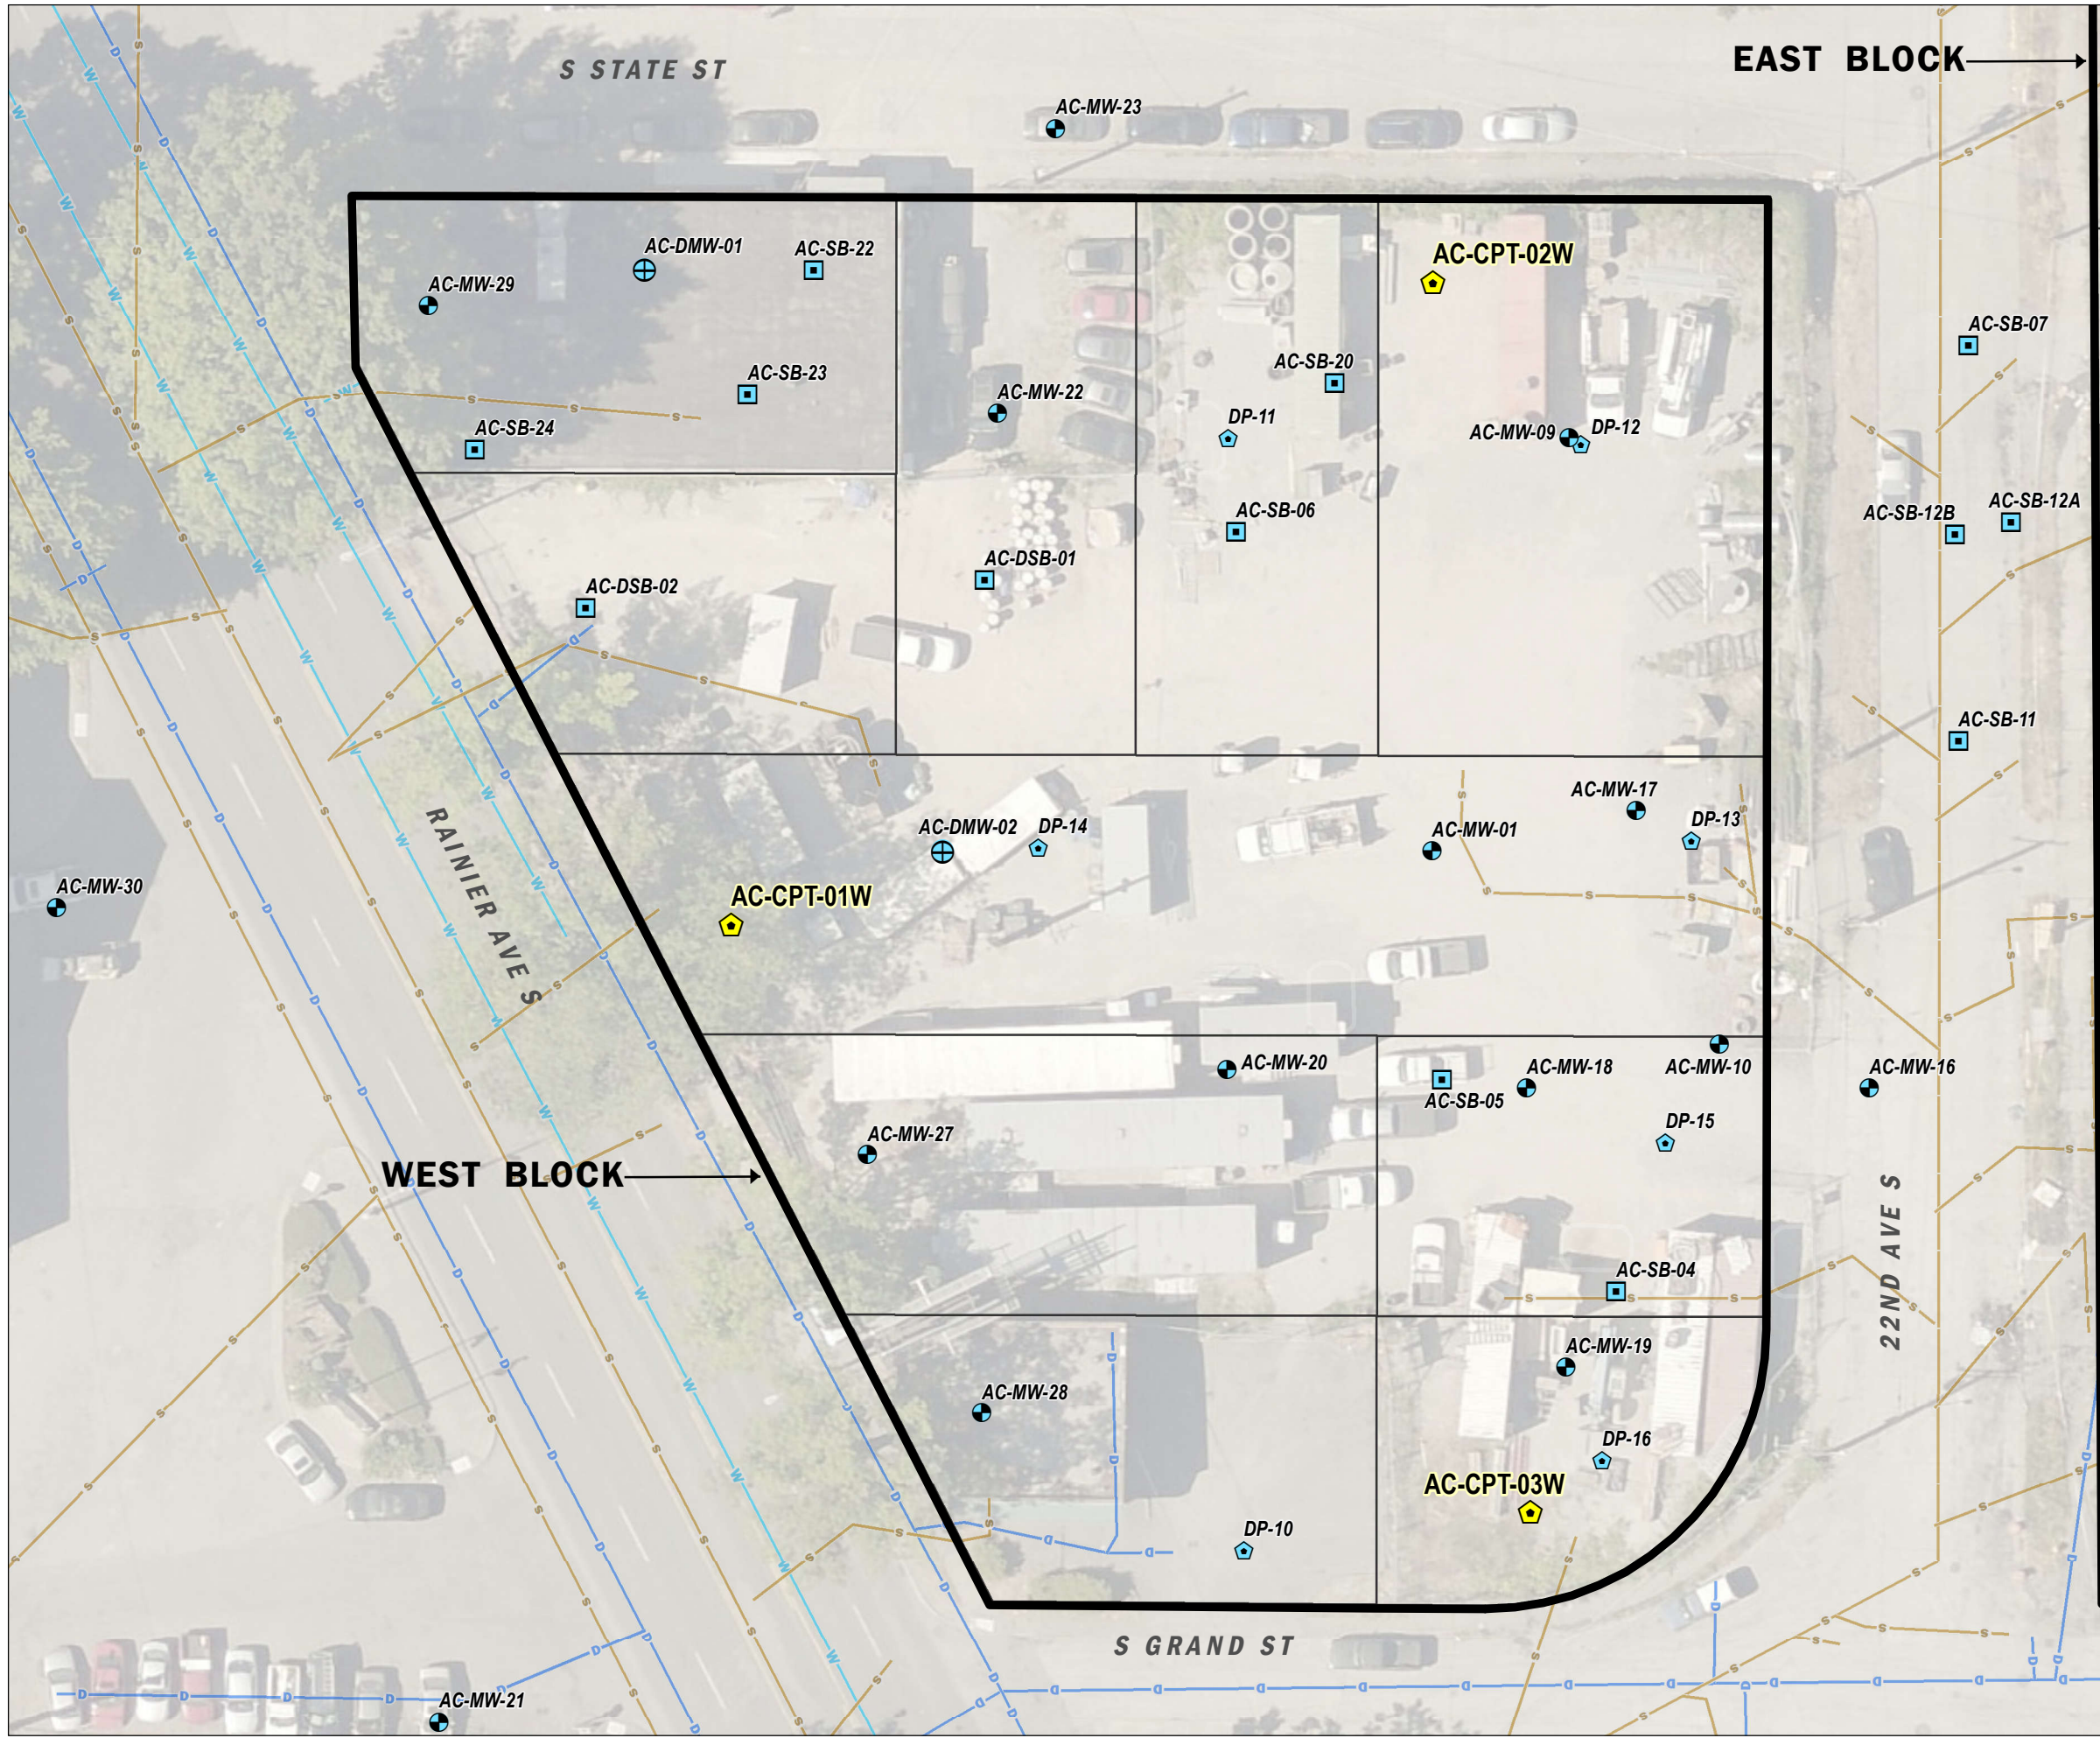 EAST BLOCK
S STATE ST
AC-MW-23
AC-DMW-01
AC-SB-22
AC-CPT-02W
AC-MW-29
AC-SB-07
AC-SB-20
AC-SB-23
AC-MW-22
AC-SB-24
DP-11
AC-MW-09
DP-12
AC-SB-12A
AC-SB-06
AC-SB-12B
AC-DSB-01
AC-DSB-02
AC-SB-11
AC-MW-17
DP-13
AC-DMW-02
DP-14
AC-MW-01
AC-MW-30
AC-CPT-01W
RAINIER AVE S
AC-MW-20
AC-MW-18
AC-MW-10
AC-MW-16
AC-SB-05
DP-15
AC-MW-27
WEST BLOCK
22ND AVE S
AC-SB-04
AC-MW-19
AC-MW-28
DP-16
AC-CPT-03W
DP-10
S GRAND ST
AC-MW-21